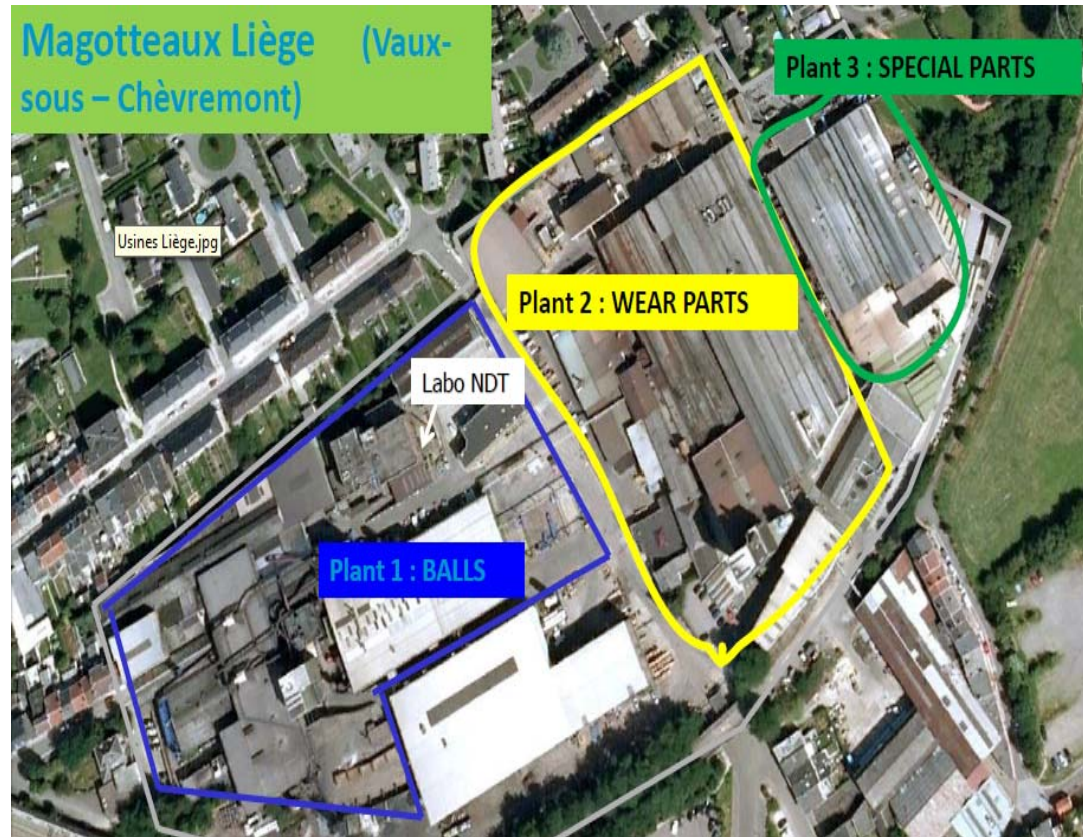 Magotteaux Liège (Vaux-
sous – Chèvremont)
Plant 3 : SPECIAL PARTS
Usines Liège.jpg
Plant 2 : WEAR PARTS
Labo NDT
Plant 1 : BALLS